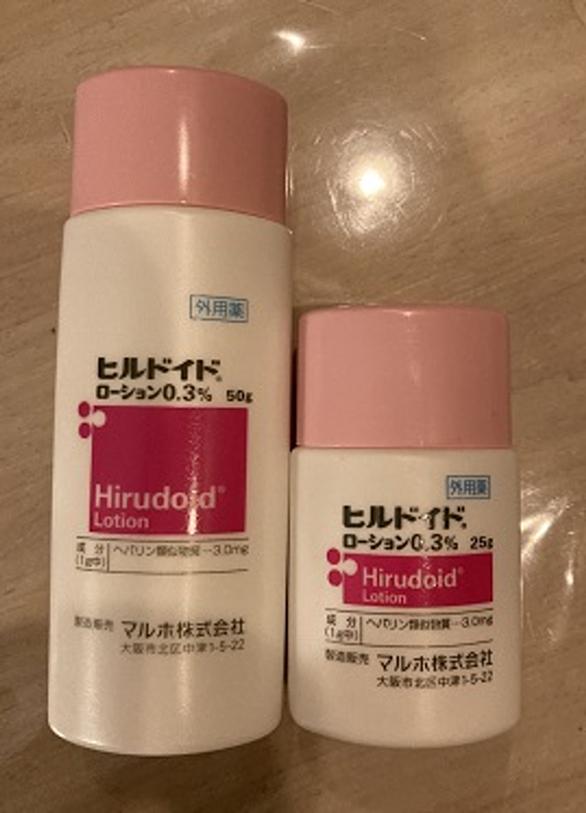 外用薬
ヒルドイド®
ローション0.3% 50g
Hirudoid®
Lotion
成分 ヘパリン類似物質…3.0mg
(1g中)
製造販売 マルホ株式会社
大阪市北区中津1-5-22
外用薬
ヒルドイド®
ローション0.3% 25g
Hirudoid®
Lotion
成分 ヘパリン類似物質…3.0mg
(1g中)
製造販売 マルホ株式会社
大阪市北区中津1-5-22